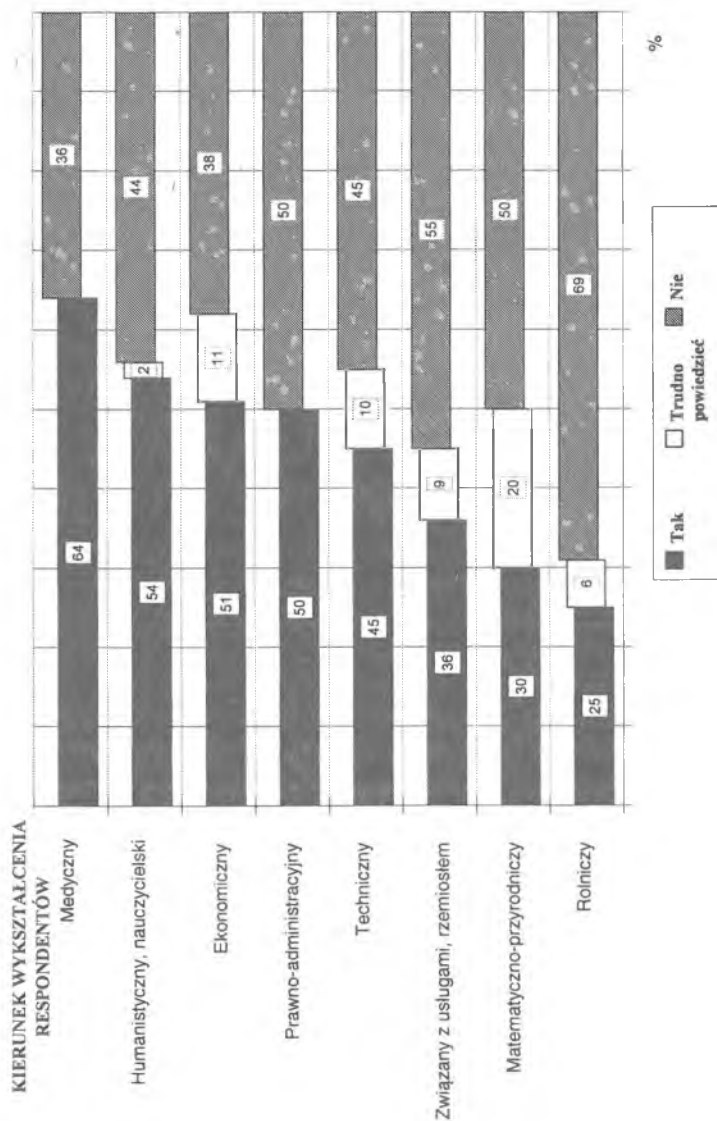 KIERUNEK WYKSZTAŁCENIA
RESPONDENTÓW
Medyczny
64
36
Humanistyczny, nauczycielski
54
2
44
Ekonomiczny
51
11
38
Prawno-administracyjny
50
50
Techniczny
45
10
45
Związany z usługami, rzemiosłem
36
9
55
Matematyczno-przyrodniczy
30
20
50
Rolniczy
25
6
69
%
Tak
Trudno
powiedzieć
Nie